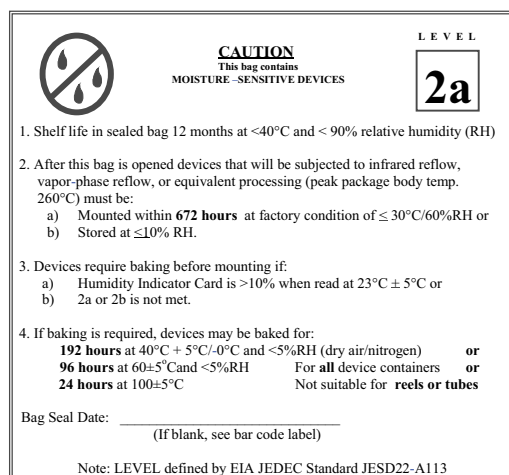 LEVEL
CAUTION
This bag contains
MOISTURE –SENSITIVE DEVICES
2a
1. Shelf life in sealed bag 12 months at <40°C and < 90% relative humidity (RH)
2. After this bag is opened devices that will be subjected to infrared reflow,
vapor-phase reflow, or equivalent processing (peak package body temp.
260°C) must be:
a) Mounted within 672 hours at factory condition of ≤ 30°C/60%RH or
b) Stored at ≤10% RH.
3. Devices require baking before mounting if:
a) Humidity Indicator Card is >10% when read at 23°C ± 5°C or
b) 2a or 2b is not met.
4. If baking is required, devices may be baked for:
192 hours at 40°C + 5°C/-0°C and <5%RH (dry air/nitrogen) or
96 hours at 60±5°Cand <5%RH For all device containers or
24 hours at 100±5°C Not suitable for reels or tubes
Bag Seal Date: ________________________________
(If blank, see bar code label)
Note: LEVEL defined by EIA JEDEC Standard JESD22-A113